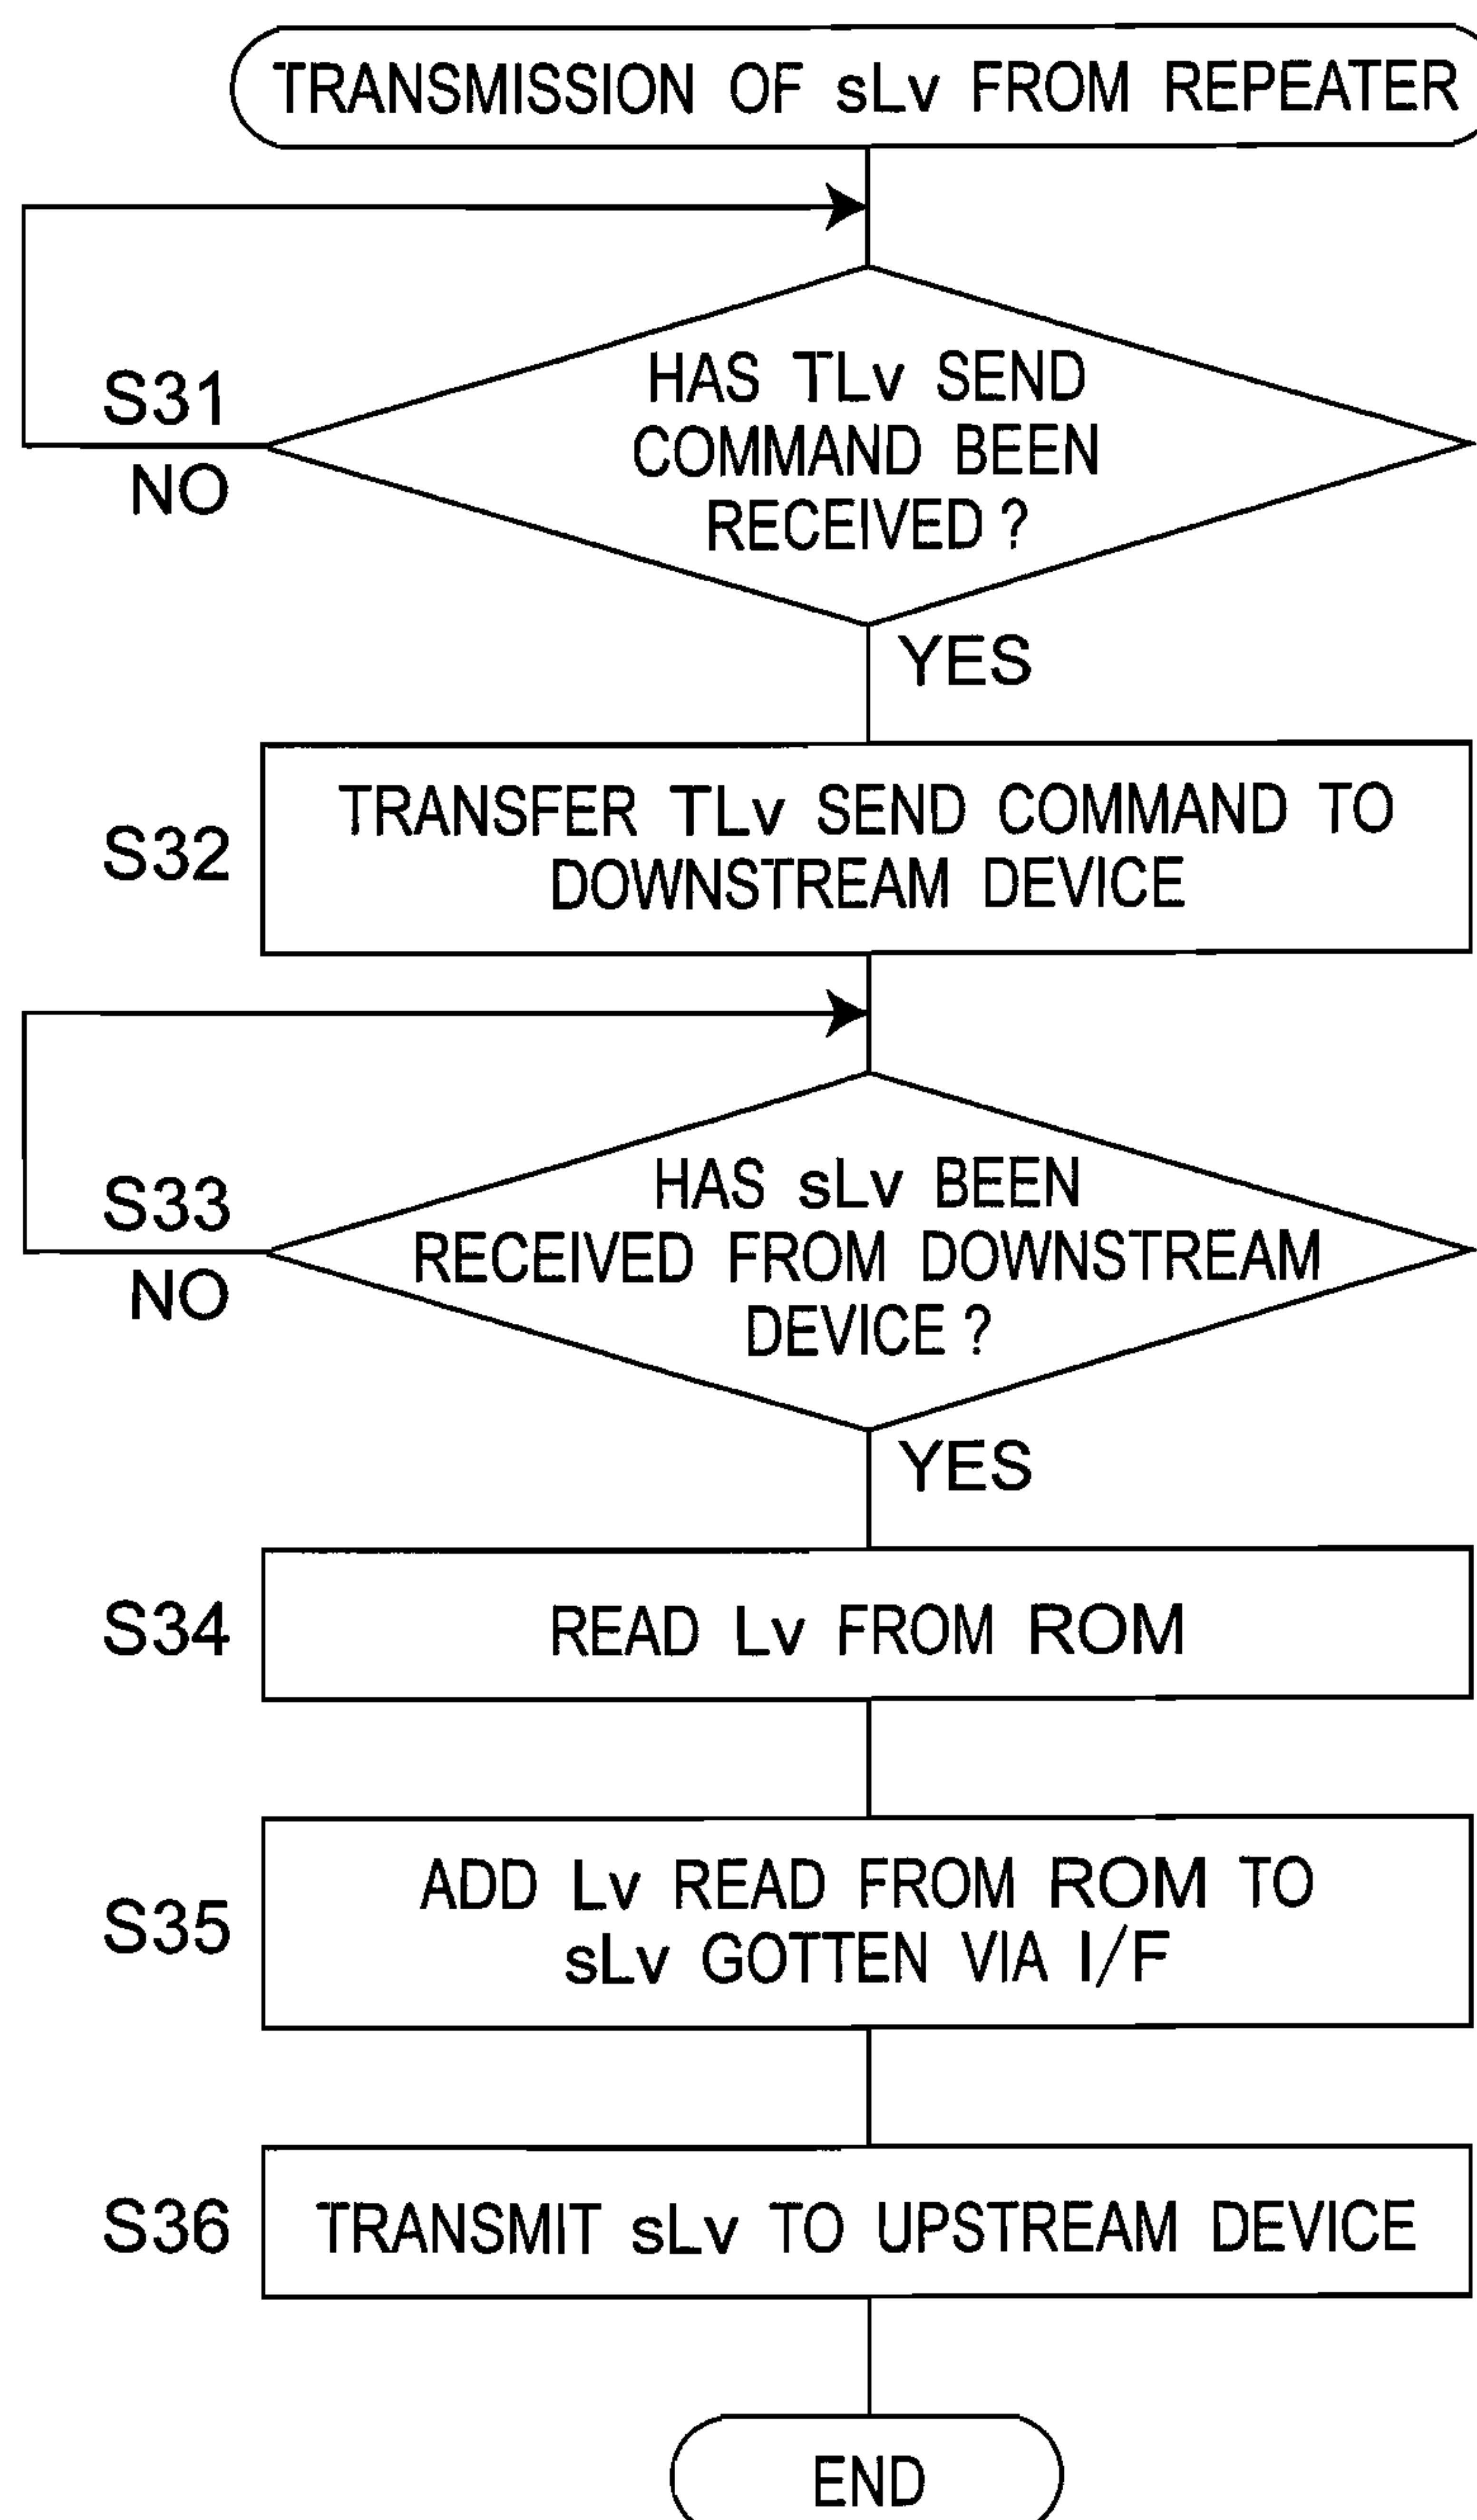 TRANSMISSION OF sLv FROM REPEATER
HAS TLv SEND
COMMAND BEEN
RECEIVED ?
S31
NO
YES
S32
TRANSFER TLv SEND COMMAND TO
DOWNSTREAM DEVICE
HAS sLv BEEN
RECEIVED FROM DOWNSTREAM
DEVICE ?
S33
NO
YES
S34
READ Lv FROM ROM
S35
ADD Lv READ FROM ROM TO
sLv GOTTEN VIA I/F
S36
TRANSMIT sLv TO UPSTREAM DEVICE
END